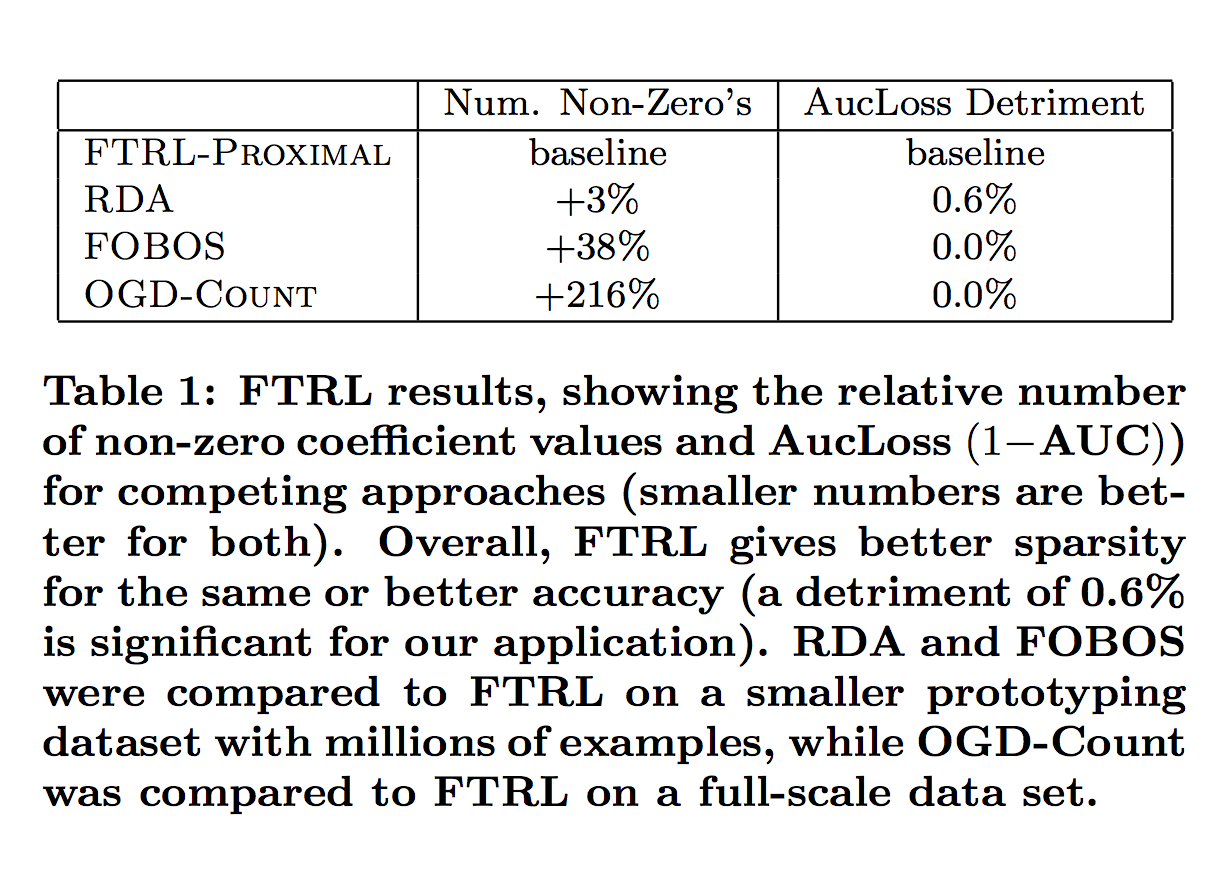 Num. Non-Zero's AucLoss Detriment
FTRL-Proximal baseline baseline
RDA +3% 0.6%
FOBOS +38% 0.0%
OGD-Count +216% 0.0%
Table 1: FTRL results, showing the relative number
of non-zero coefficient values and AucLoss (1−AUC))
for competing approaches (smaller numbers are bet-
ter for both). Overall, FTRL gives better sparsity
for the same or better accuracy (a detriment of 0.6%
is significant for our application). RDA and FOBOS
were compared to FTRL on a smaller prototyping
dataset with millions of examples, while OGD-Count
was compared to FTRL on a full-scale data set.